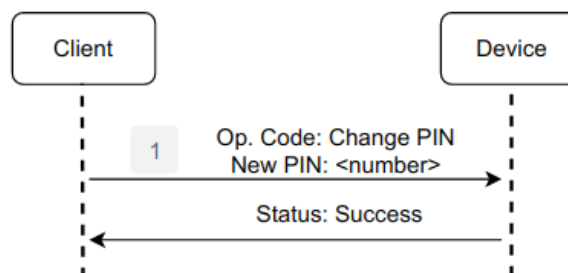 Client
Device
1
Op. Code: Change PIN
New PIN: <number>
Status: Success